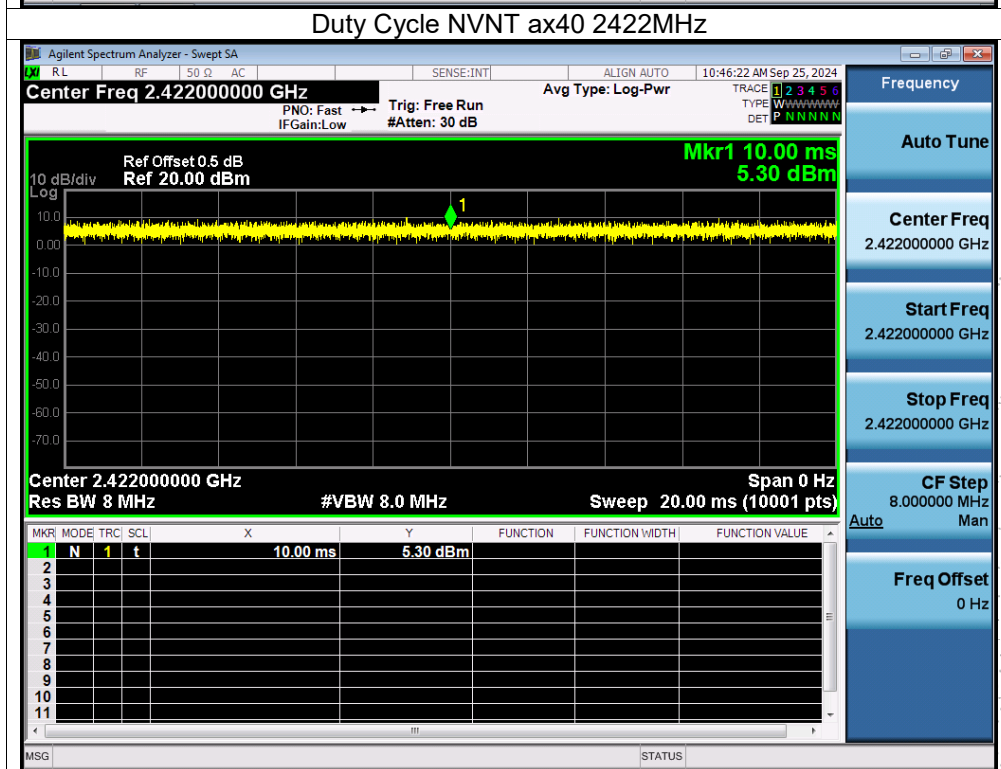 Duty Cycle NVNT ax40 2422MHz
Agilent Spectrum Analyzer - Swept SA
LXI RL RF 50 Ω AC SENSE:INT ALIGN AUTO 10:46:22 AM Sep 25, 2024
Center Freq 2.422000000 GHz Avg Type: Log-Pwr TRACE 1 2 3 4 5 6
PNO: Fast Trig: Free Run TYPE WWWWWW
IFGain:Low #Atten: 30 dB DET P N N N N N
Frequency
Mkr1 10.00 ms
5.30 dBm
Ref Offset 0.5 dB
10 dB/div Ref 20.00 dBm
Log
1
10.0
0.00
-10.0
-20.0
-30.0
-40.0
-50.0
-60.0
-70.0
Center 2.422000000 GHz Span 0 Hz
Res BW 8 MHz #VBW 8.0 MHz Sweep 20.00 ms (10001 pts)
MKR MODE TRC SCL X Y FUNCTION FUNCTION WIDTH FUNCTION VALUE
1 N 1 t 10.00 ms 5.30 dBm
2
3
4
5
6
7
8
9
10
11
MSG STATUS
Auto Tune
Center Freq
2.422000000 GHz
Start Freq
2.422000000 GHz
Stop Freq
2.422000000 GHz
CF Step
8.000000 MHz
Auto Man
Freq Offset
0 Hz